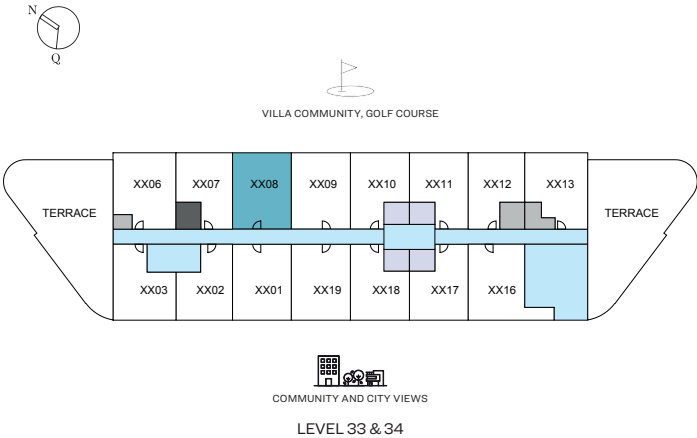 N
Q
VILLA COMMUNITY, GOLF COURSE
XX06 XX07 XX08 XX09 XX10 XX11 XX12 XX13
TERRACE TERRACE
XX03 XX02 XX01 XX19 XX18 XX17 XX16
COMMUNITY AND CITY VIEWS
LEVEL 33 & 34